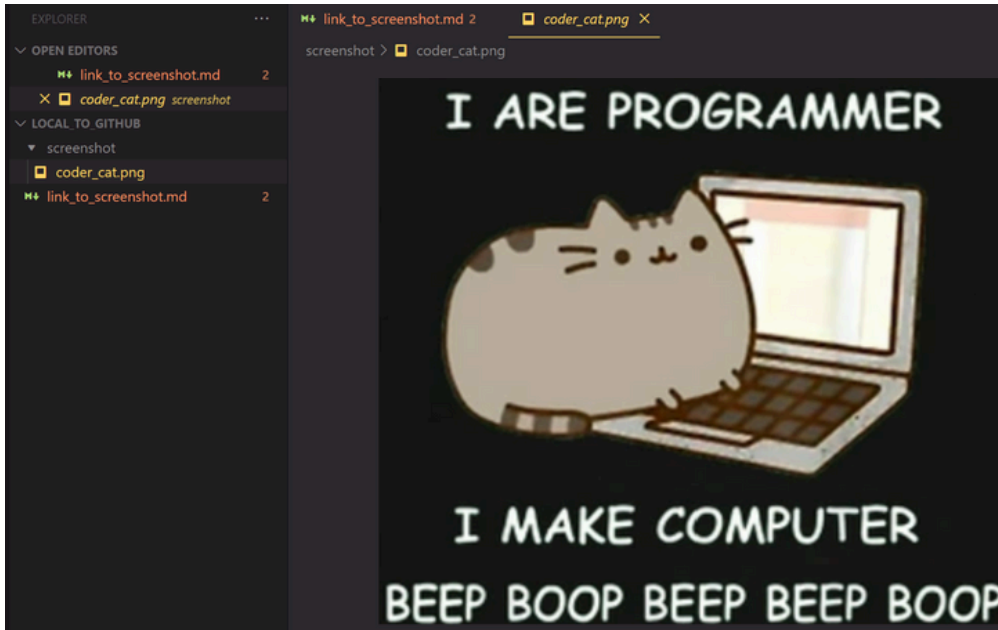 EXPLORER ...
OPEN EDITORS
M↓ link_to_screenshot.md 2
coder_cat.png screenshot
LOCAL_TO_GITHUB
screenshot
coder_cat.png
M↓ link_to_screenshot.md 2
M↓ link_to_screenshot.md 2 coder_cat.png
screenshot > coder_cat.png
I ARE PROGRAMMER
I MAKE COMPUTER
BEEP BOOP BEEP BEEP BOOP